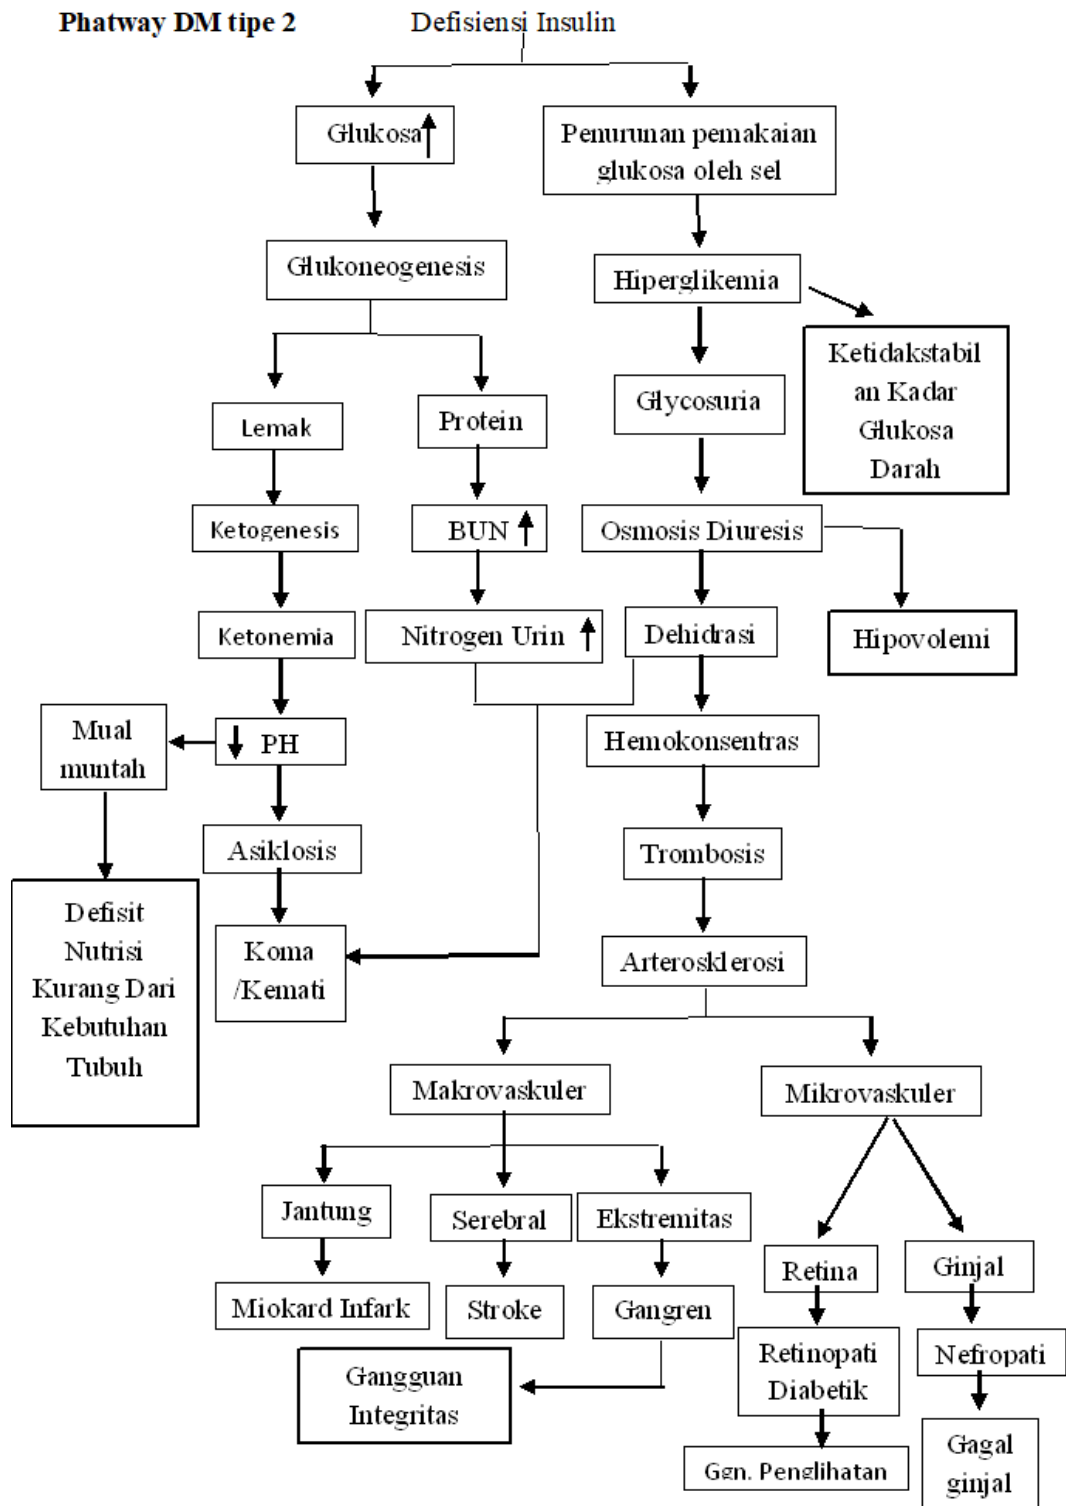 Phatway DM tipe 2
Defisiensi Insulin
Glukosa
Penurunan pemakaian
glukosa oleh sel
Glukoneogenesis
Hiperglikemia
Ketidakstabil
an Kadar
Glukosa
Darah
Lemak
Protein
Glycosuria
Ketogenesis
BUN
Osmosis Diuresis
Ketonemia
Nitrogen Urin
Dehidrasi
Hipovolemi
Mual
muntah
PH
Hemokonsentras
Asiklosis
Trombosis
Defisit
Nutrisi
Kurang Dari
Kebutuhan
Tubuh
Koma
/Kemati
Arterosklerosi
Makrovaskuler
Mikrovaskuler
Jantung
Serebral
Ekstremitas
Retina
Ginjal
Miokard Infark
Stroke
Gangren
Retinopati
Diabetik
Nefropati
Gangguan
Integritas
Ggn. Penglihatan
Gagal
ginjal